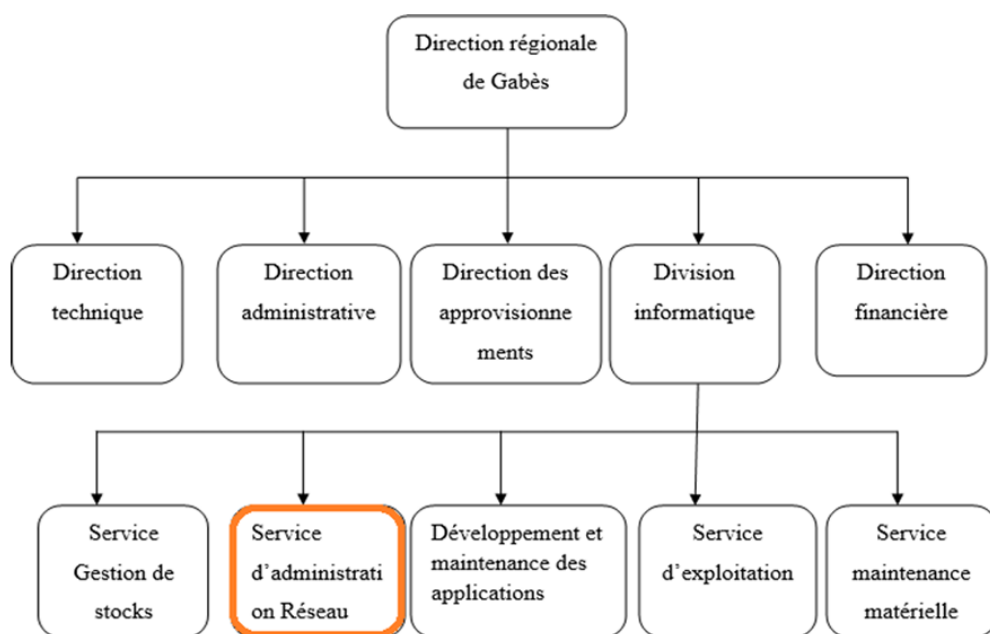 Direction régionale
de Gabès
Direction
technique
Direction
administrative
Direction des
approvisionne
ments
Division
informatique
Direction
financière
Service
Gestion de
stocks
Service
d’administrati
on Réseau
Développement et
maintenance des
applications
Service
d’exploitation
Service
maintenance
matérielle